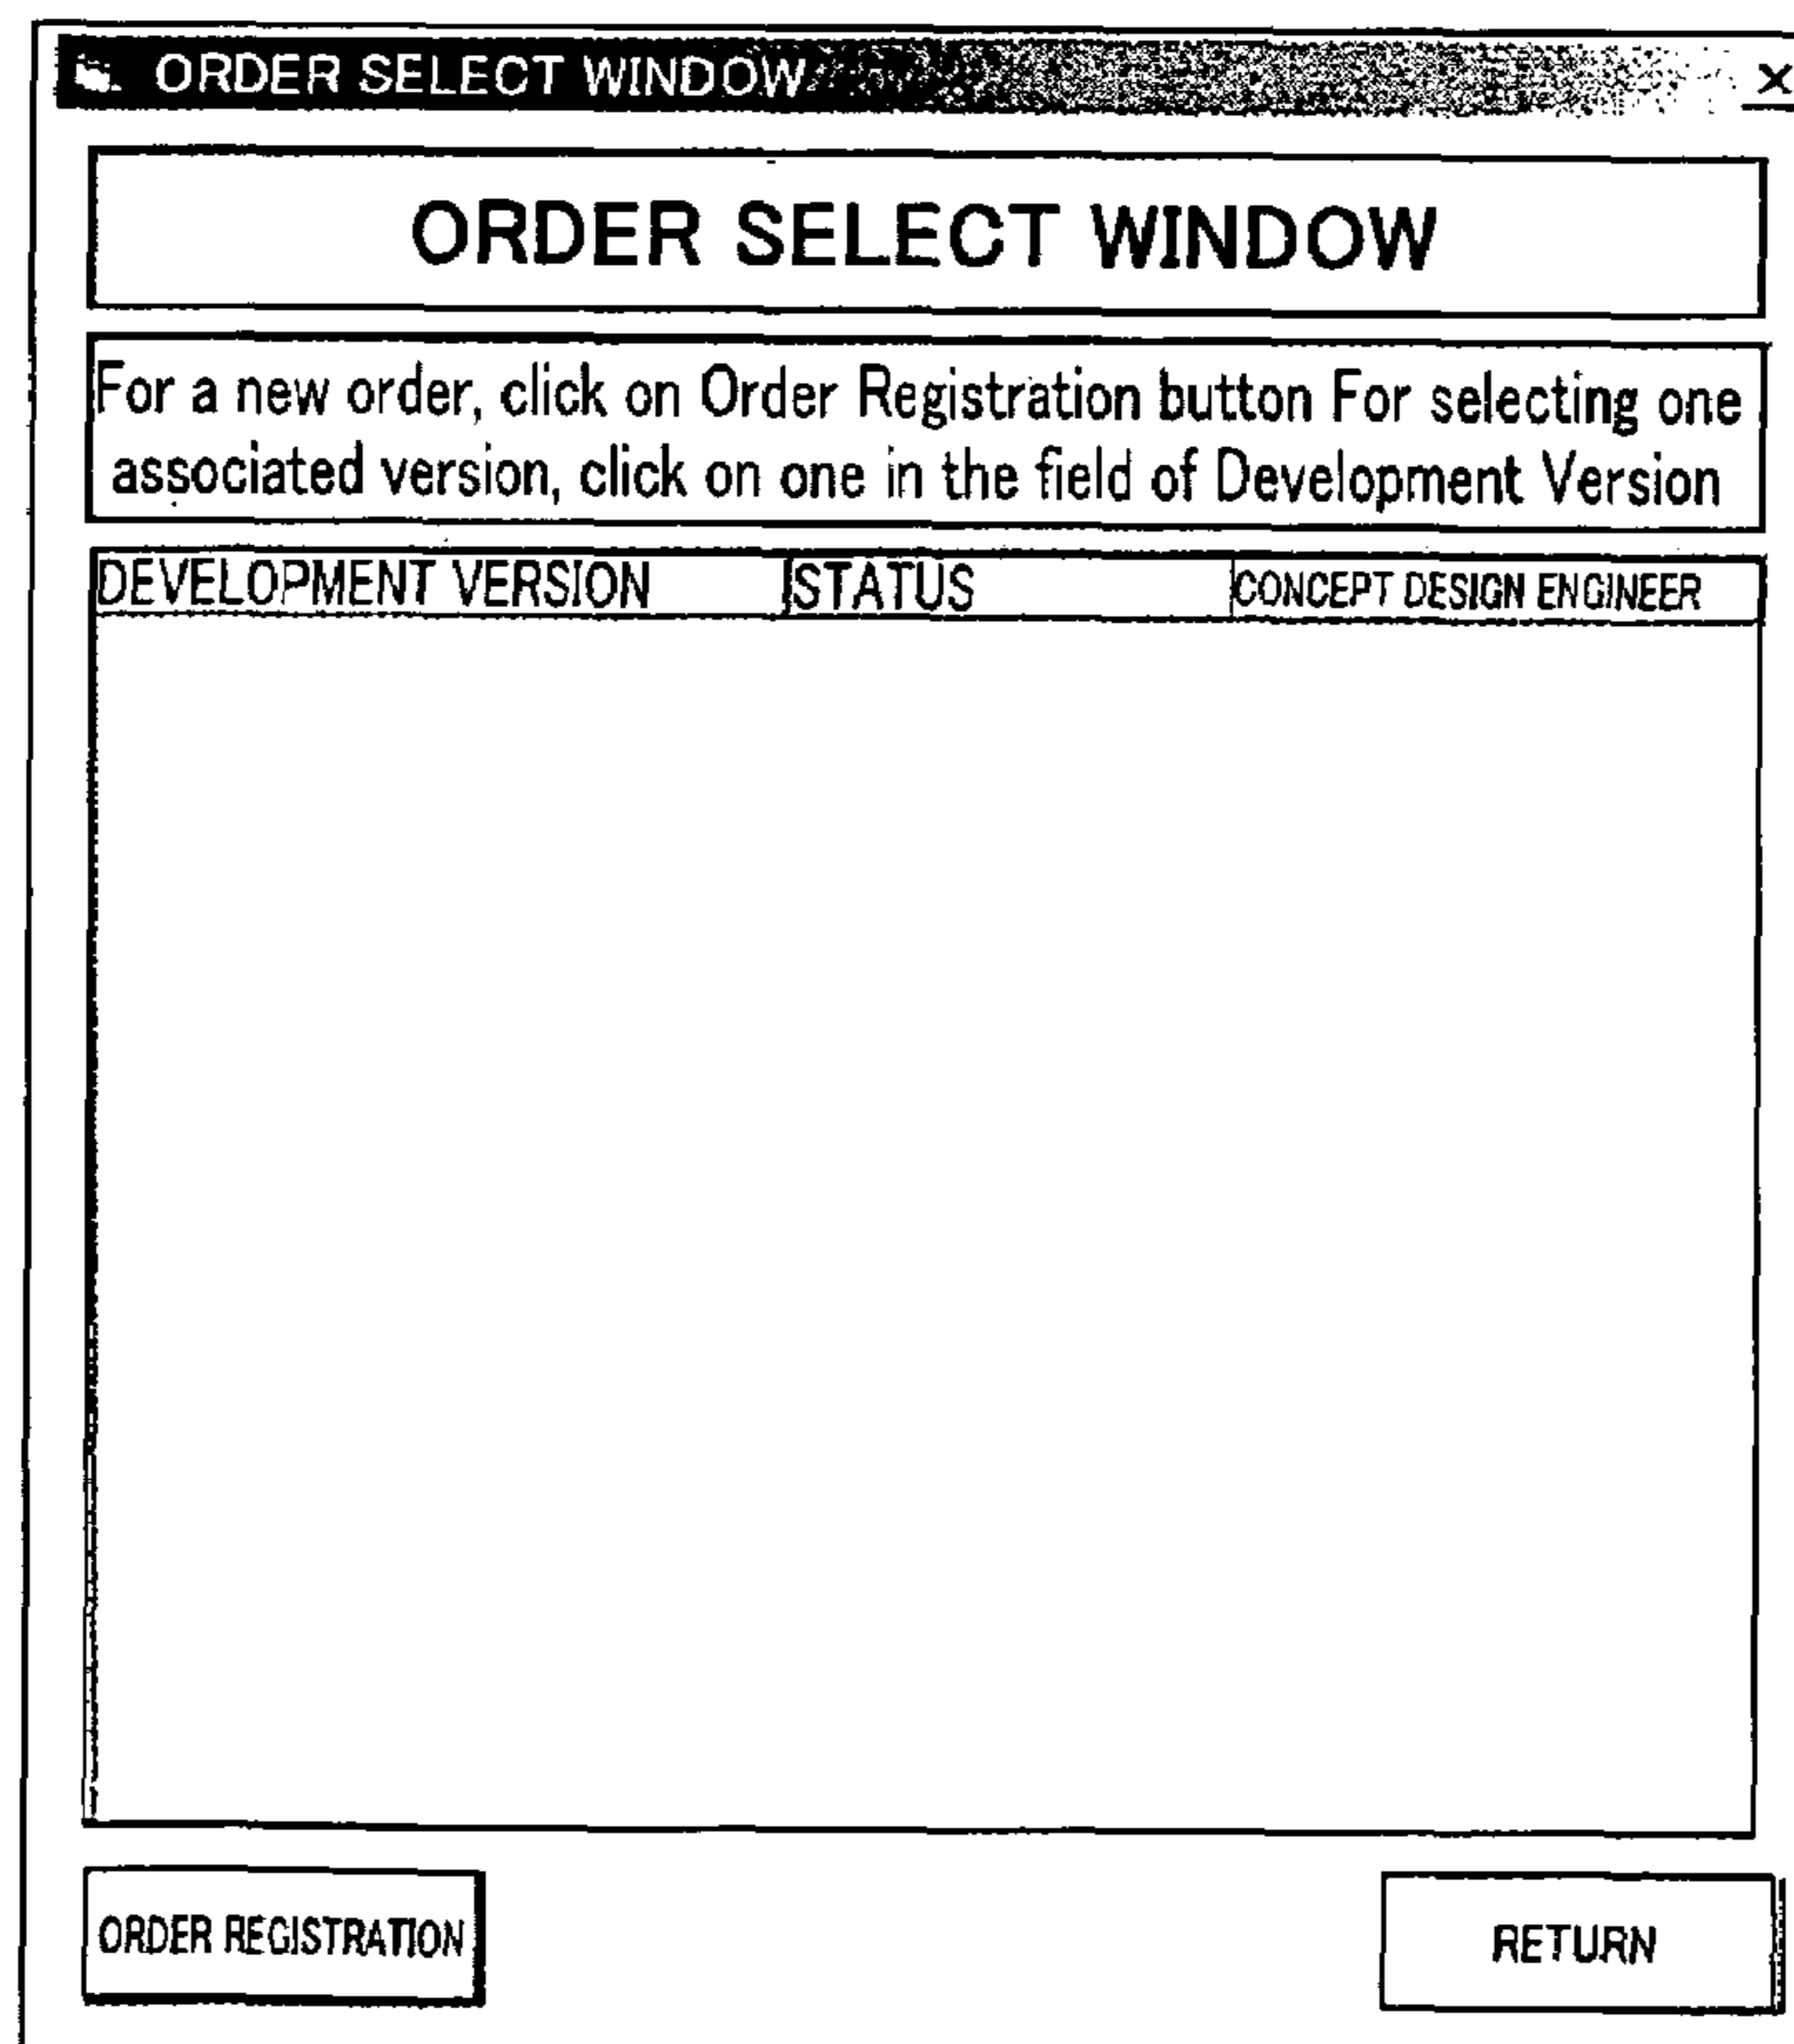 ORDER SELECT WINDOW X
ORDER SELECT WINDOW
For a new order, click on Order Registration button For selecting one
associated version, click on one in the field of Development Version
DEVELOPMENT VERSION STATUS CONCEPT DESIGN ENGINEER
ORDER REGISTRATION RETURN